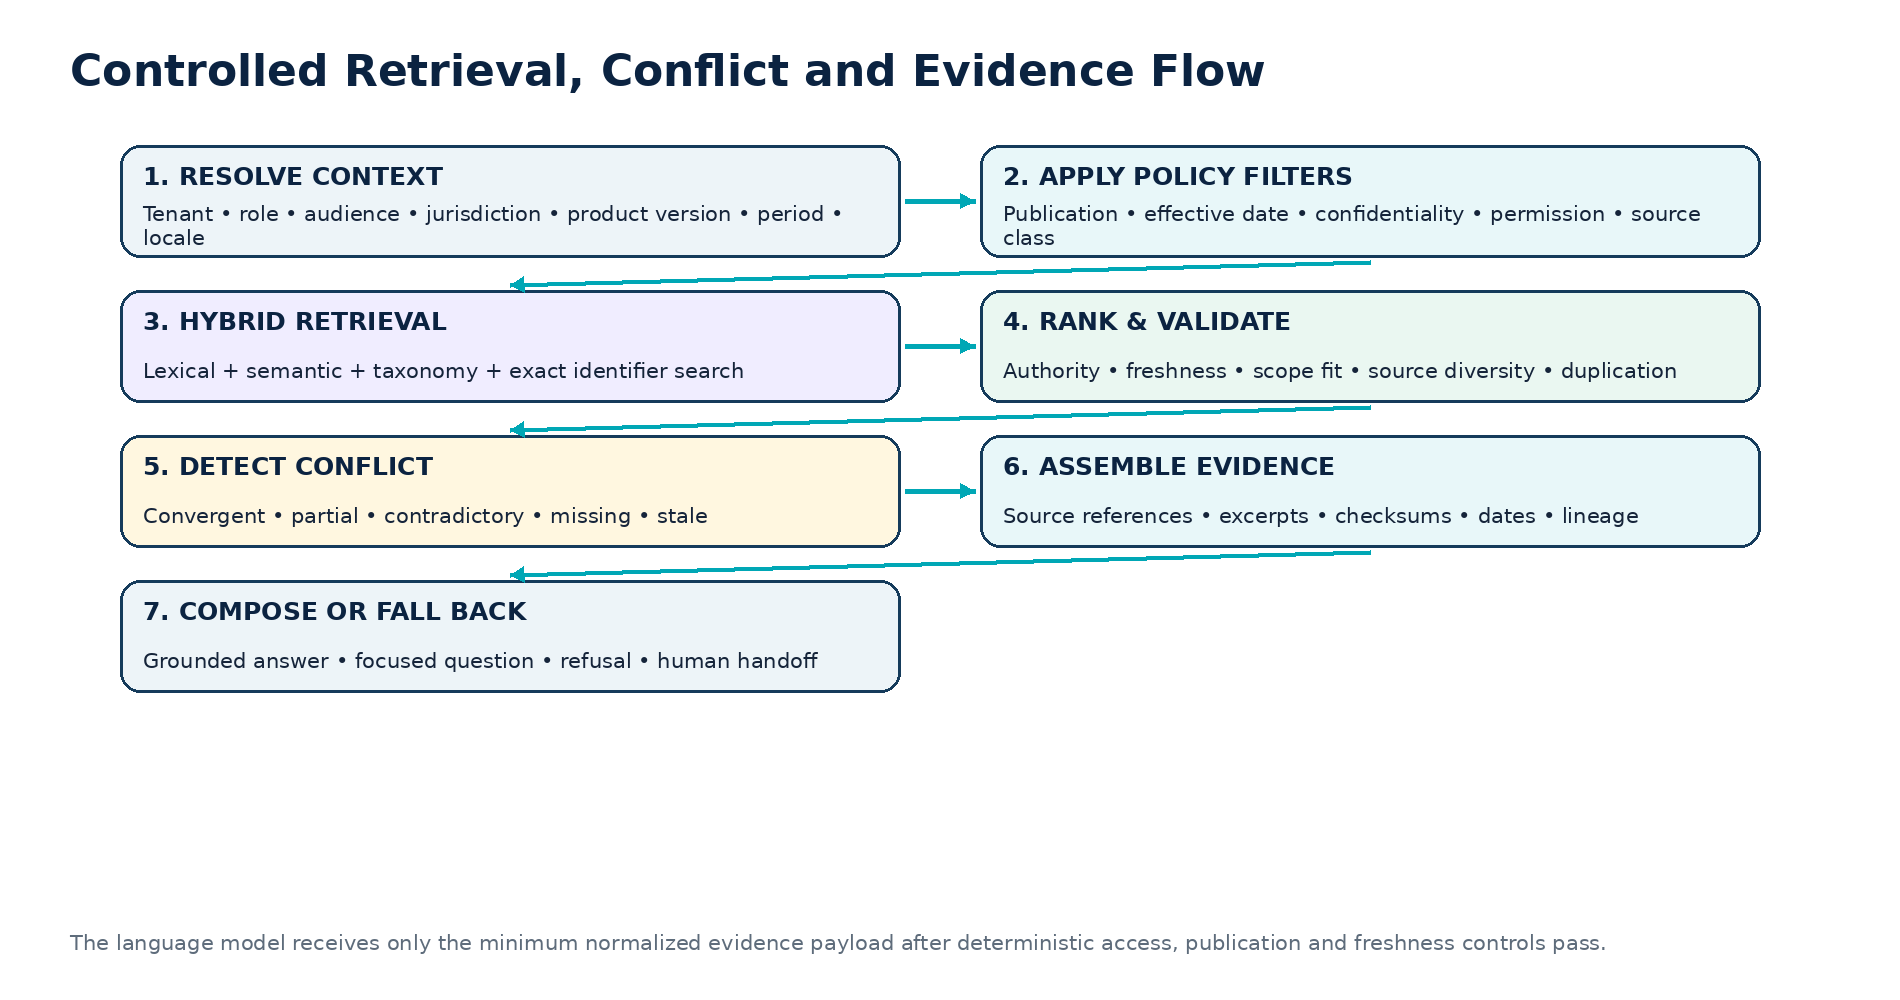 Controlled Retrieval, Conflict and Evidence Flow
1. RESOLVE CONTEXT
Tenant • role • audience • jurisdiction • product version • period •
locale
2. APPLY POLICY FILTERS
Publication • effective date • confidentiality • permission • source
class
3. HYBRID RETRIEVAL
Lexical + semantic + taxonomy + exact identifier search
4. RANK & VALIDATE
Authority • freshness • scope fit • source diversity • duplication
5. DETECT CONFLICT
Convergent • partial • contradictory • missing • stale
6. ASSEMBLE EVIDENCE
Source references • excerpts • checksums • dates • lineage
7. COMPOSE OR FALL BACK
Grounded answer • focused question • refusal • human handoff
The language model receives only the minimum normalized evidence payload after deterministic access, publication and freshness controls pass.